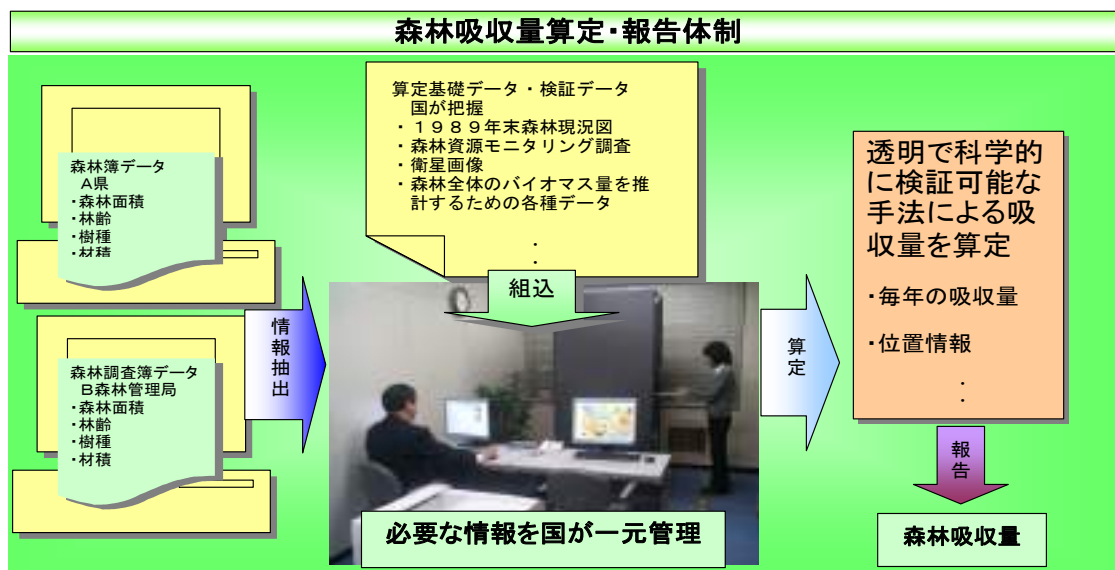 森林吸収量算定・報告体制
森林簿データ
A県
・森林面積
・林齢
・樹種
・材積
森林調査簿データ
B森林管理局
・森林面積
・林齢
・樹種
・材積
情報抽出
算定基礎データ・検証データ
国が把握
・１９８９年末森林現況図
・森林資源モニタリング調査
・衛星画像
・森林全体のバイオマス量を推
計するための各種データ
・
・
組込
必要な情報を国が一元管理
算定
透明で科学的
に検証可能な
手法による吸
収量を算定
・毎年の吸収量
・位置情報
・
・
報告
森林吸収量